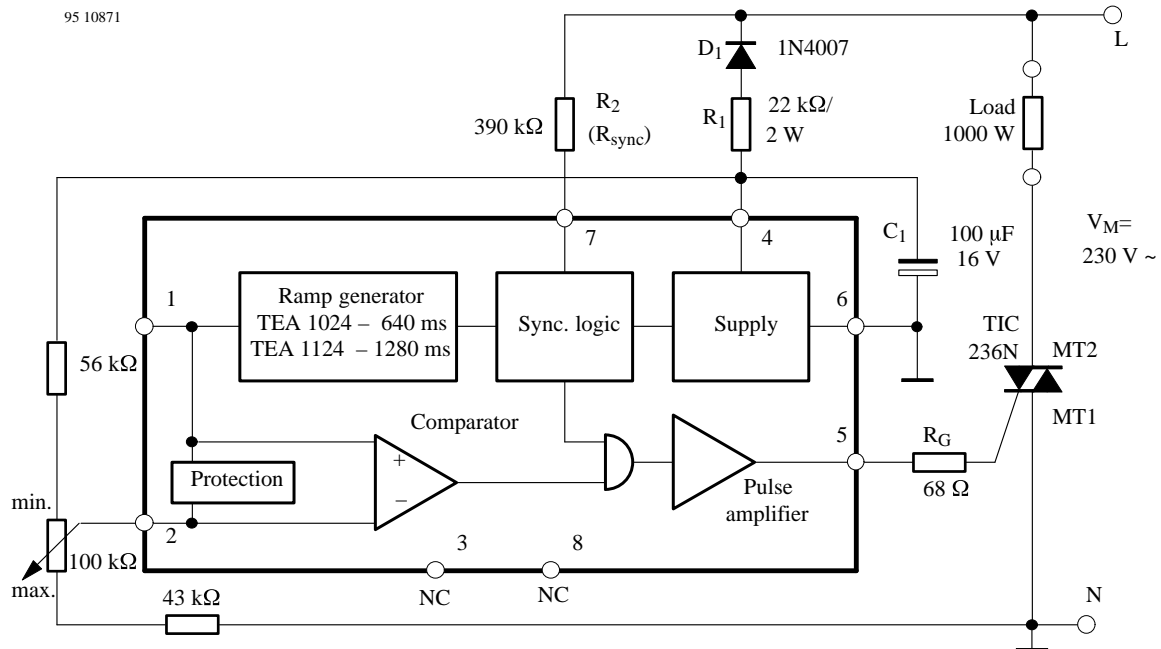 95 10871
L
D1 1N4007
R2
(Rsync)
390 kΩ
R1
22 kΩ/
2 W
Load
1000 W
7
4
C1
100 μF
16 V
VM=
230 V ~
1
Ramp generator
TEA 1024 – 640 ms
TEA 1124 – 1280 ms
Sync. logic
Supply
6
TIC
236N
MT2
MT1
56 kΩ
Comparator
+
–
Protection
5
RG
68 Ω
Pulse
amplifier
min.
2
100 kΩ
max.
3
8
NC
NC
43 kΩ
N